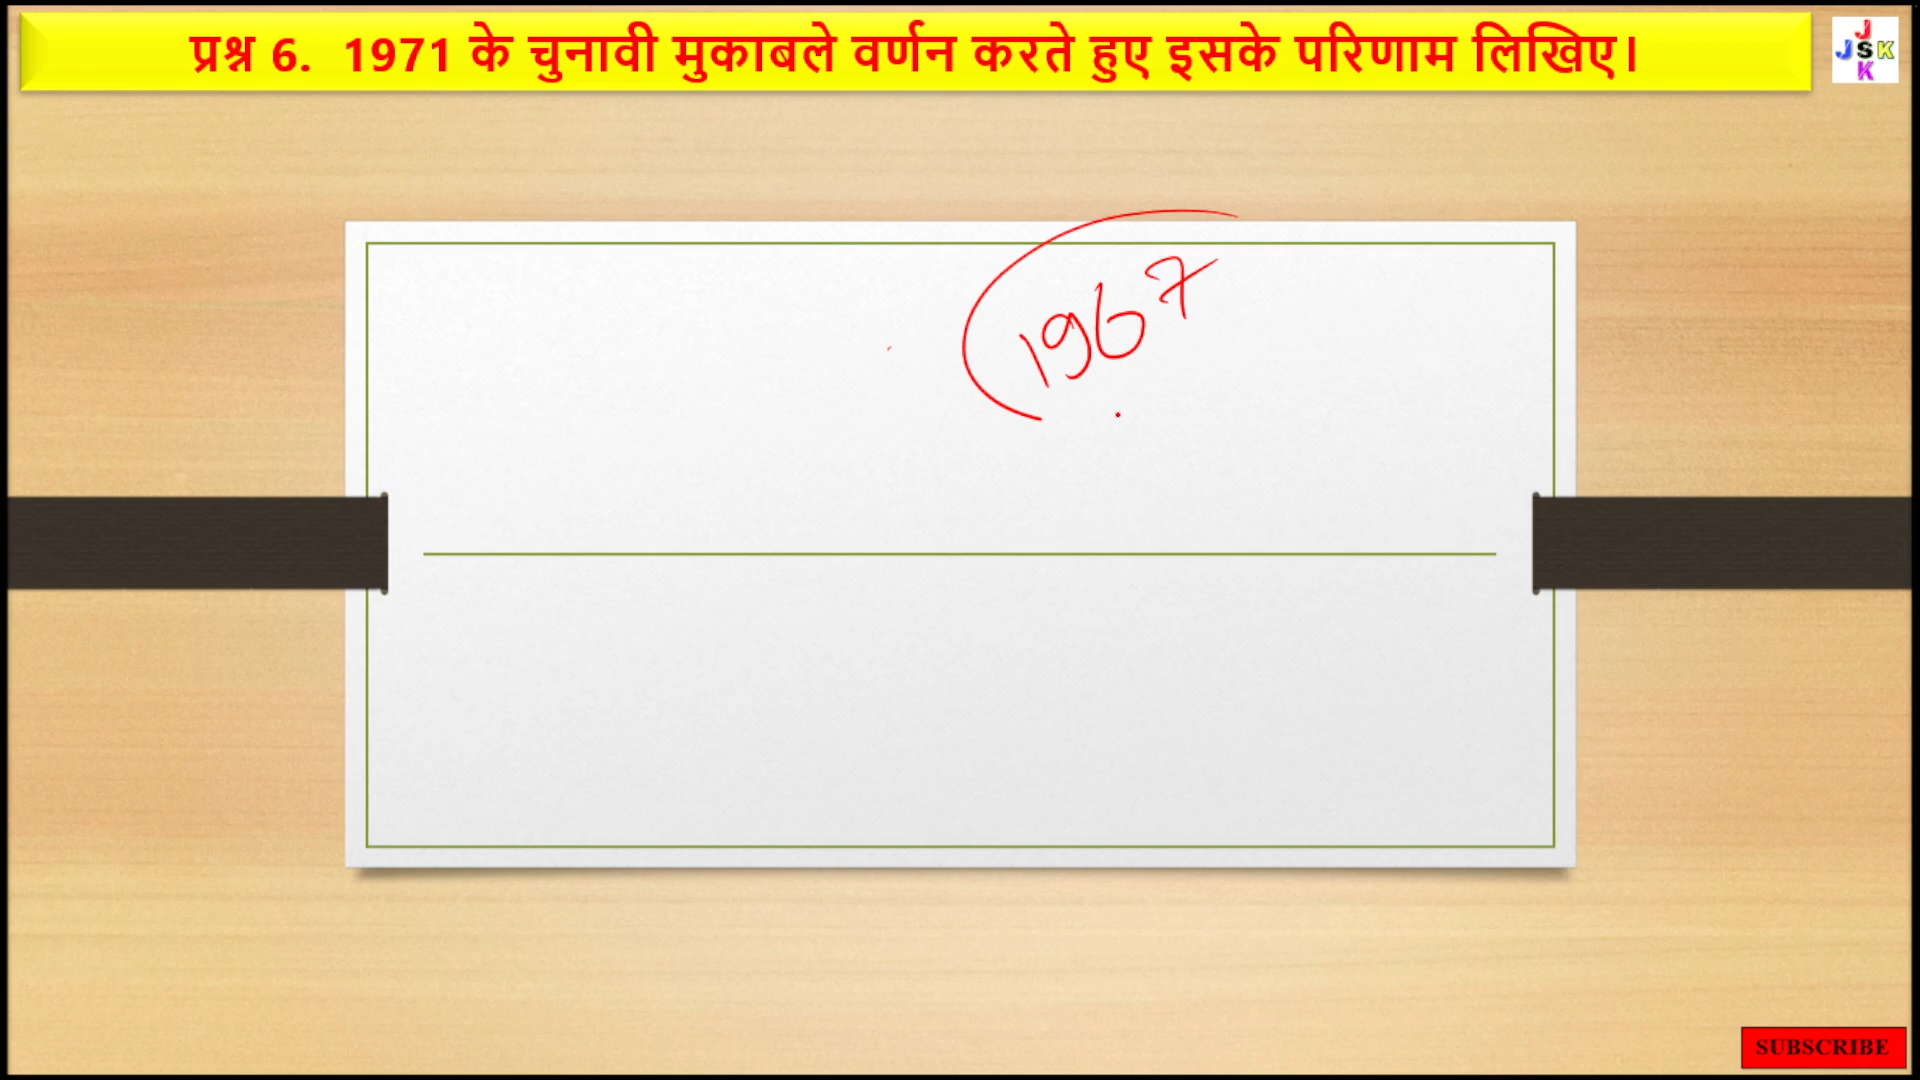 प्रश्न 6. 1971 के चुनावी मुकाबले वर्णन करते हुए इसके परिणाम लिखिए।
J
J S K
K
1967
SUBSCRIBE